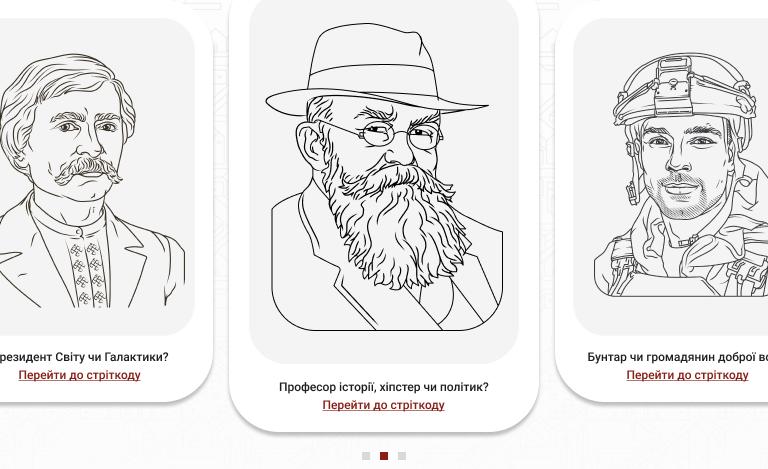 резидент Світу чи Галактики?
Перейти до стріткоду
Професор історії, хіпстер чи політик?
Перейти до стріткоду
Бунтар чи громадянин доброї во
Перейти до стріткоду